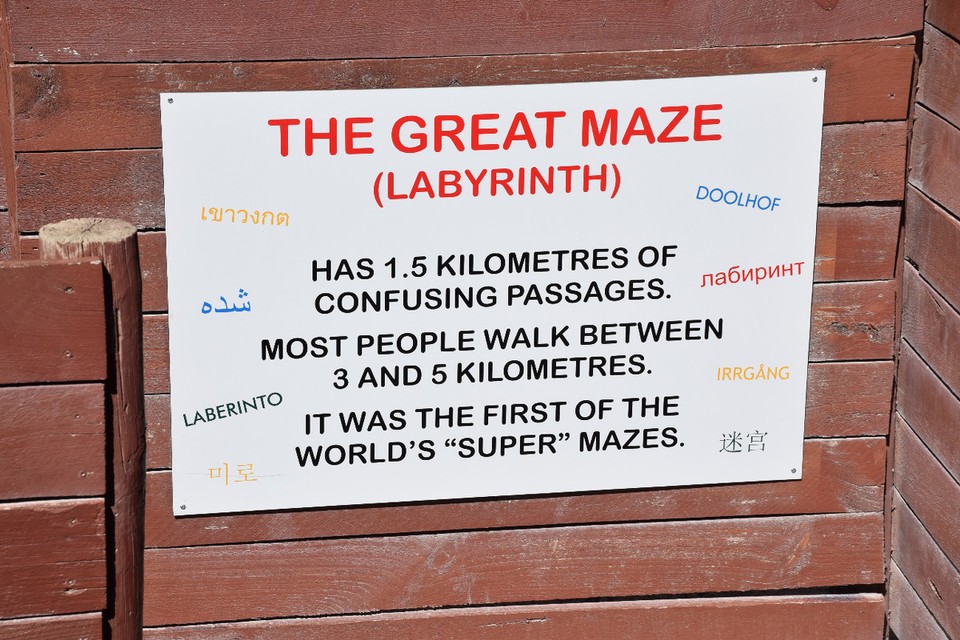 THE GREAT MAZE
(LABYRINTH)
เขาวงกต
DOOLHOF
HAS 1.5 KILOMETRES OF
CONFUSING PASSAGES.
лабиринт
شده
MOST PEOPLE WALK BETWEEN
3 AND 5 KILOMETRES.
IRRGÅNG
LABERINTO
IT WAS THE FIRST OF THE
WORLD'S “SUPER” MAZES.
迷宫
미로